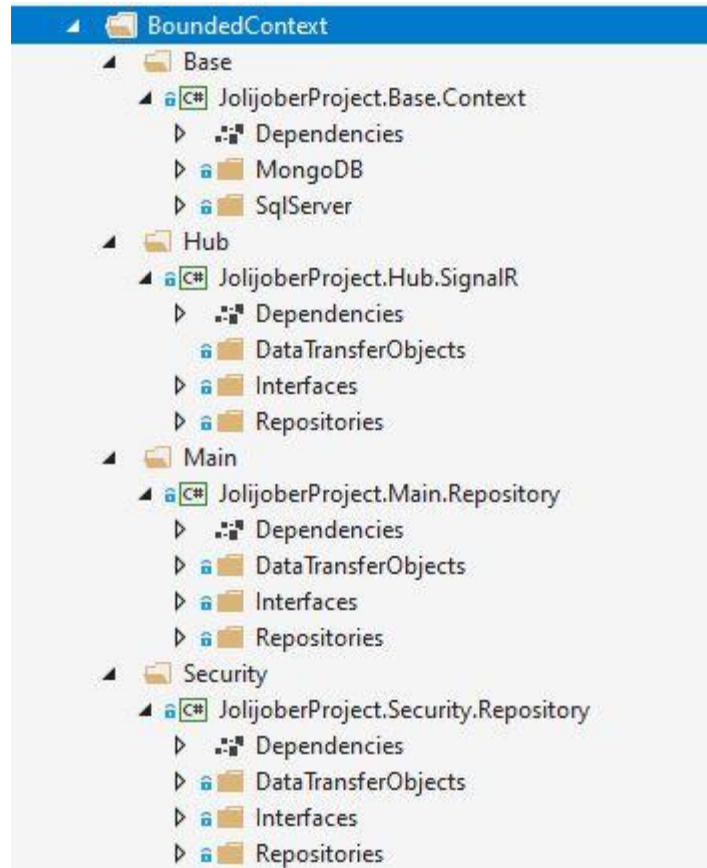 BoundedContext
Base
C# JolijoberProject.Base.Context
Dependencies
MongoDB
SqlServer
Hub
C# JolijoberProject.Hub.SignalR
Dependencies
DataTransferObjects
Interfaces
Repositories
Main
C# JolijoberProject.Main.Repository
Dependencies
DataTransferObjects
Interfaces
Repositories
Security
C# JolijoberProject.Security.Repository
Dependencies
DataTransferObjects
Interfaces
Repositories